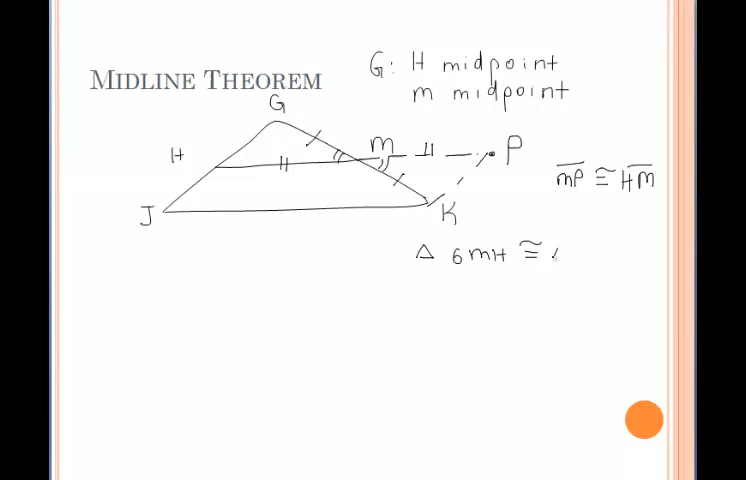 MIDLINE THEOREM
G: H midpoint
m midpoint
G
H
M
P
J
K
mP ≅ HM
△ GmH ≅